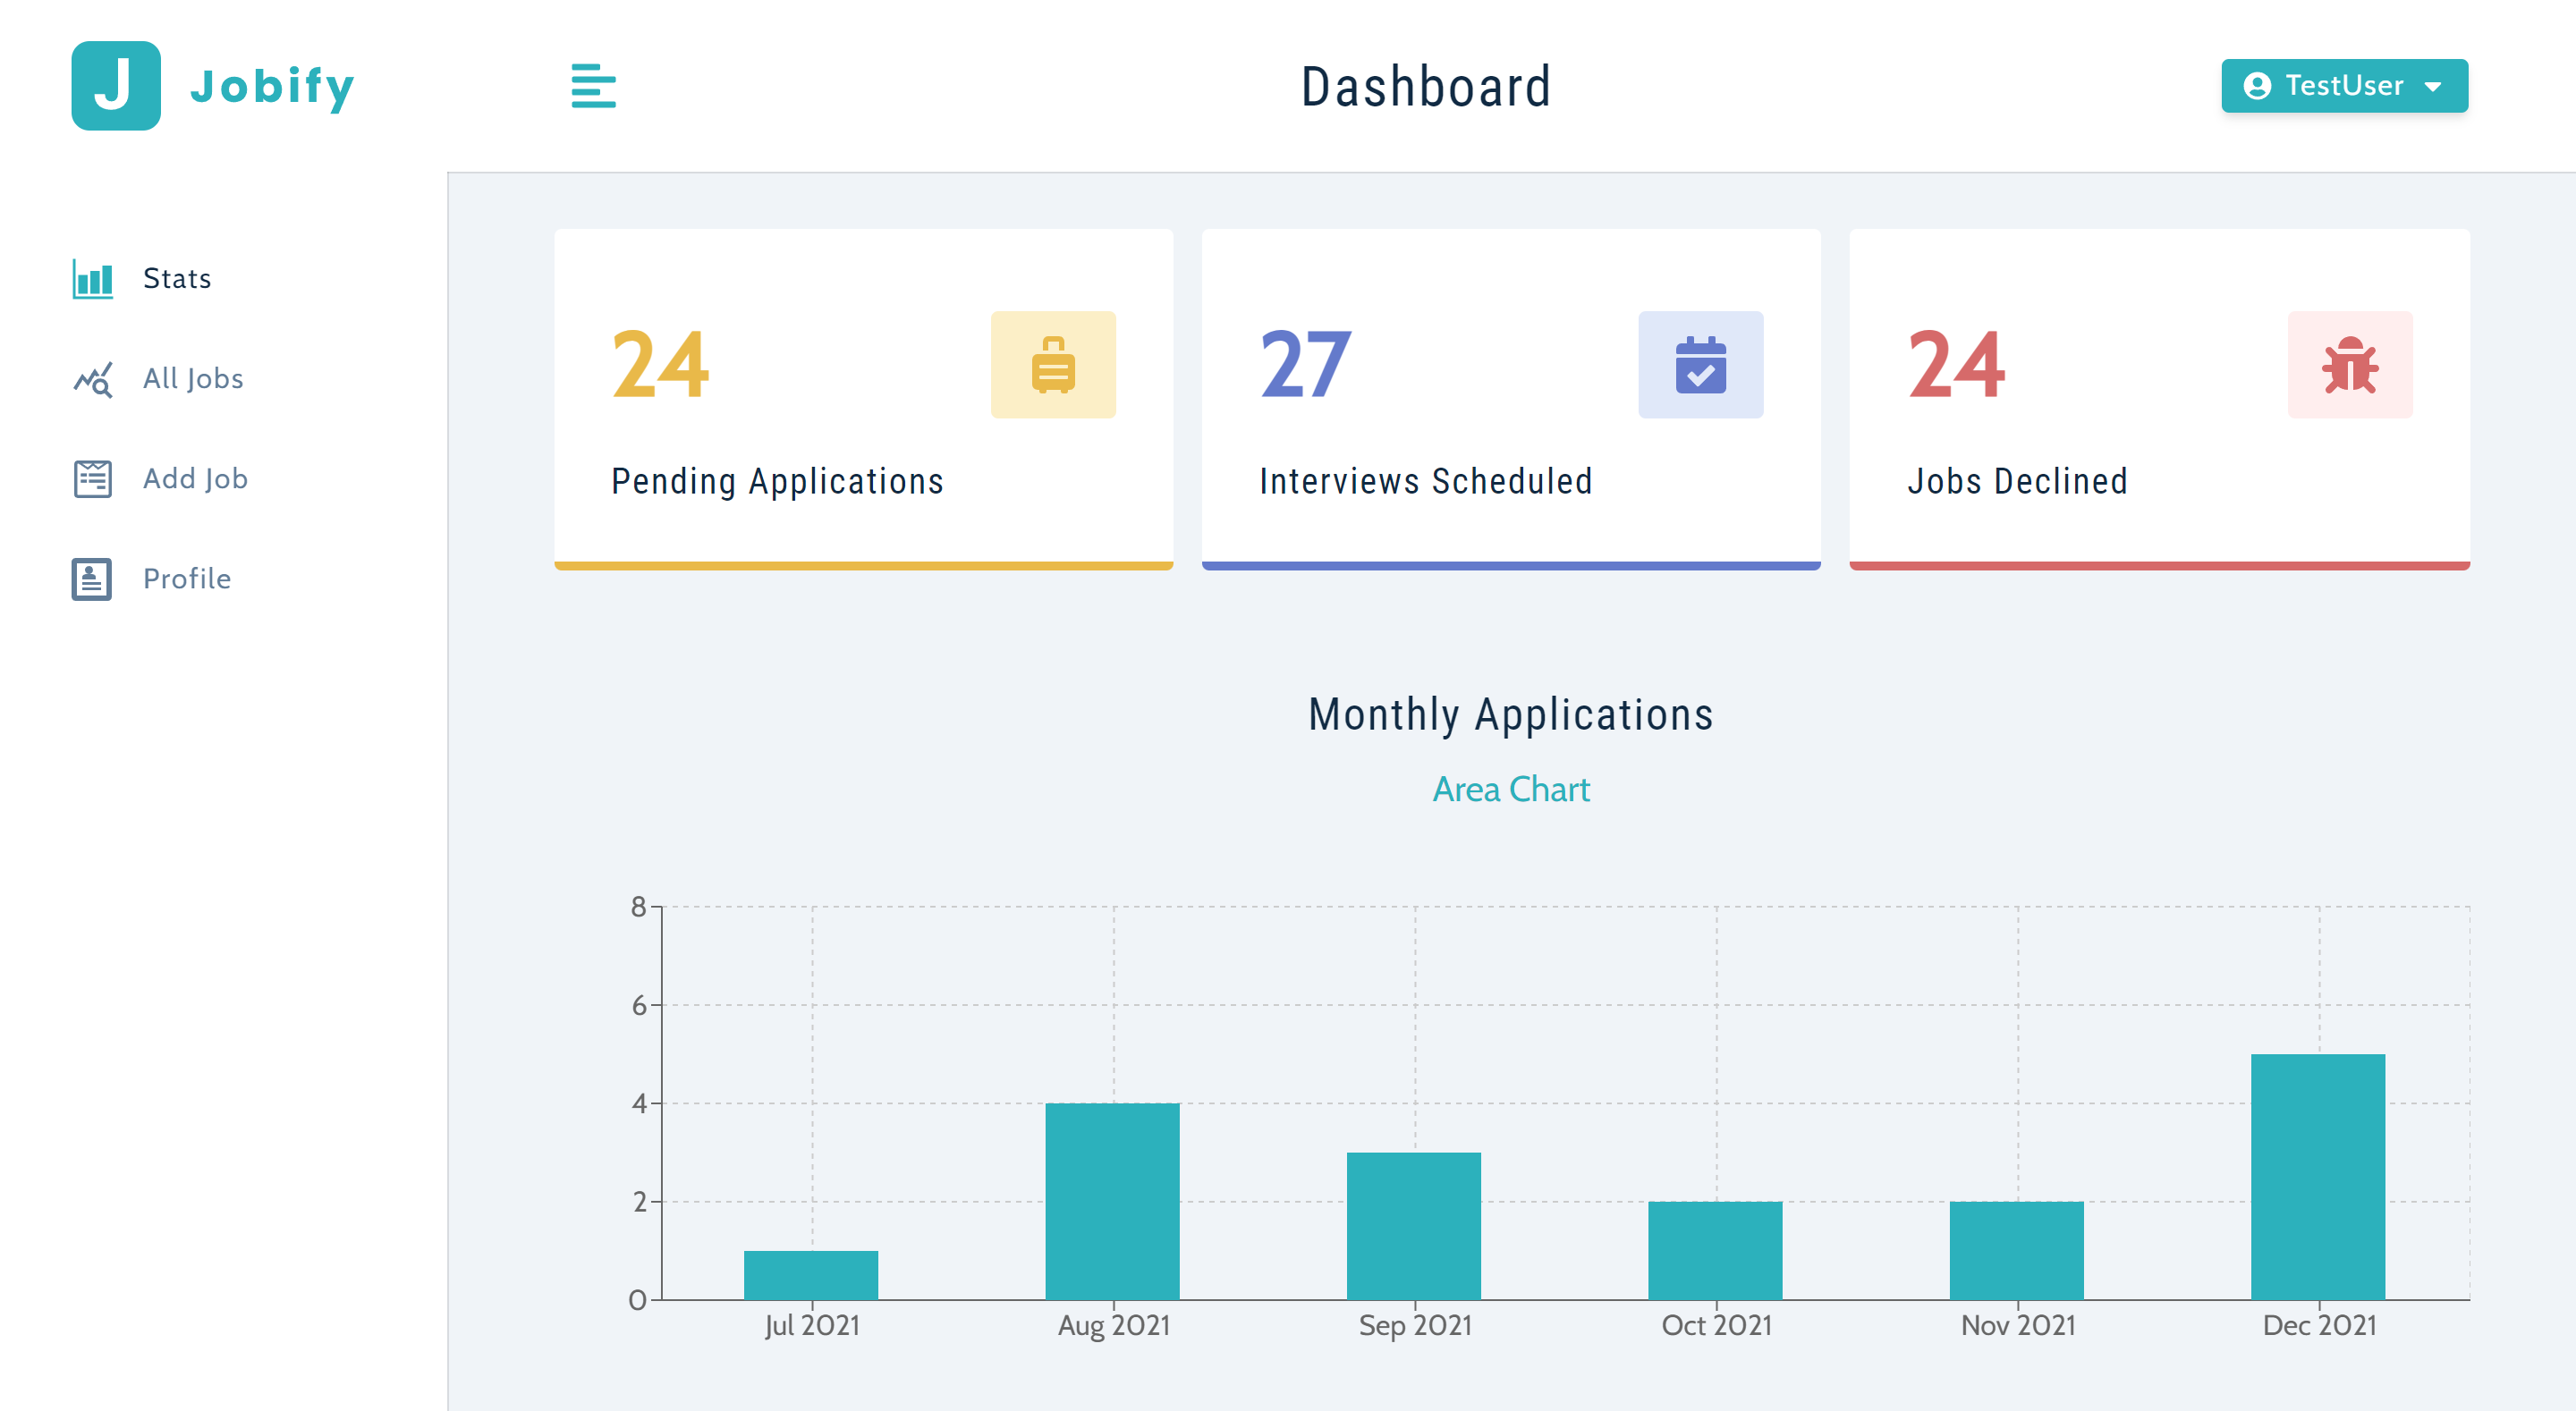 J Jobify
Dashboard
TestUser
Stats
All Jobs
Add Job
Profile
24
Pending Applications
27
Interviews Scheduled
24
Jobs Declined
Monthly Applications
Area Chart
8
6
4
2
0
Jul 2021 Aug 2021 Sep 2021 Oct 2021 Nov 2021 Dec 2021